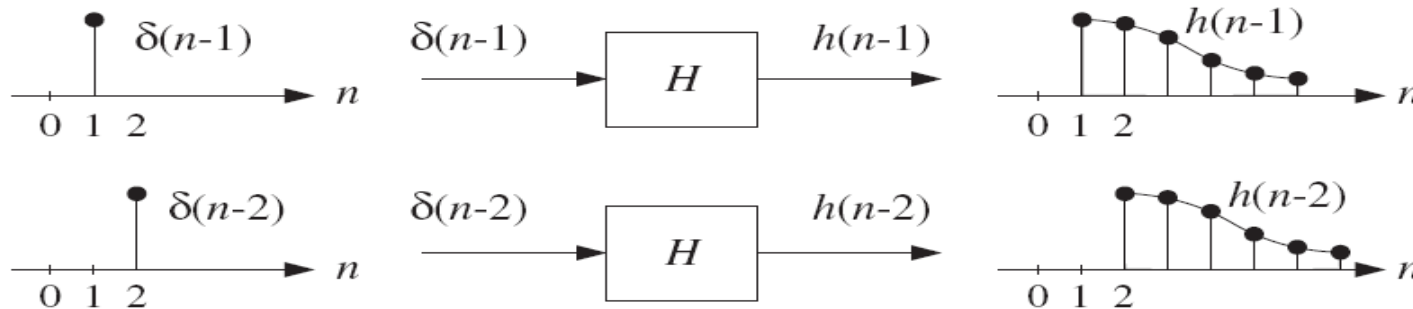 δ(n-1) n 0 1 2
δ(n-1) H h(n-1)
h(n-1) n 0 1 2
δ(n-2) n 0 1 2
δ(n-2) H h(n-2)
h(n-2) n 0 1 2